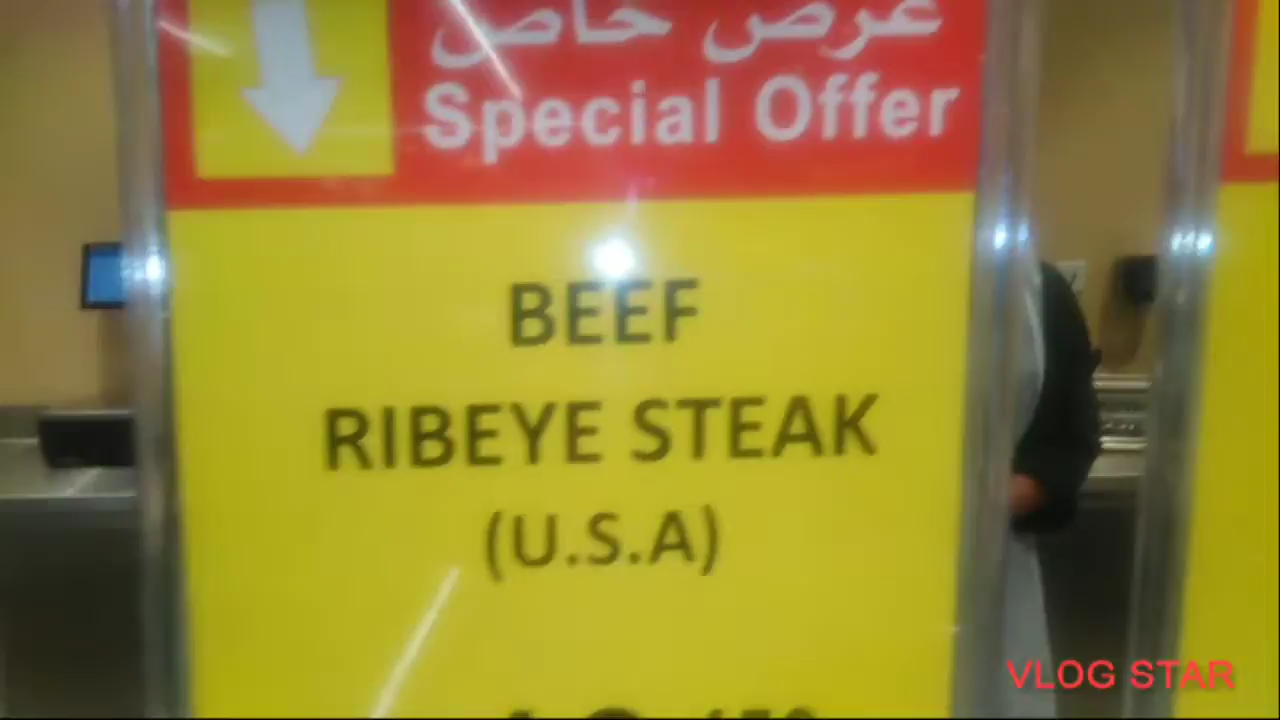 عرض خاص
Special Offer
BEEF
RIBEYE STEAK
(U.S.A)
VLOG STAR